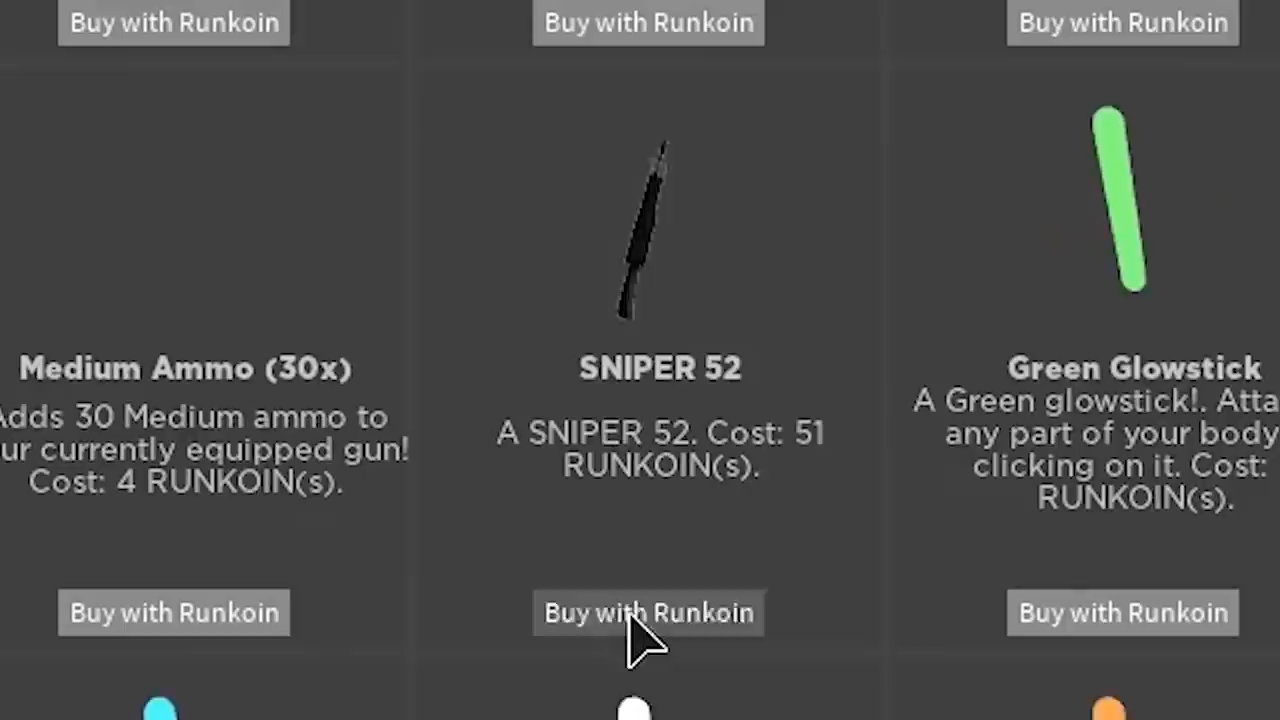 Buy with Runkoin
Buy with Runkoin
Buy with Runkoin
Medium Ammo (30x)
Adds 30 Medium ammo to
ur currently equipped gun!
Cost: 4 RUNKOIN(s).
Buy with Runkoin
SNIPER 52
A SNIPER 52. Cost: 51
RUNKOIN(s).
Buy with Runkoin
Green Glowstick
A Green glowstick!. Atta
any part of your body
clicking on it. Cost:
RUNKOIN(s).
Buy with Runkoin